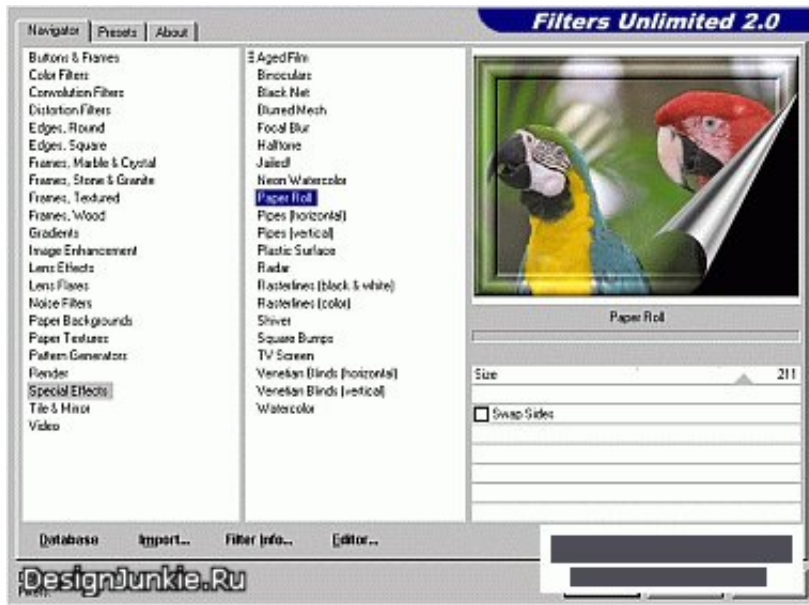 Filters Unlimited 2.0
Navigator
Presets
About
Buttons & Frames
Color Filters
Convolution Filters
Distortion Filters
Edges, Round
Edges, Square
Frames, Marble & Crystal
Frames, Stone & Granite
Frames, Textured
Frames, Wood
Gradients
Image Enhancement
Lens Effects
Lens Flares
Noise Filters
Paper Backgrounds
Paper Textures
Pattern Generators
Render
Special Effects
Tile & Mirror
Video
Aged Film
Binoculars
Black Net
Blurred Mesh
Focal Blur
Halftone
Jailed!
Neon Watercolor
Paper Roll
Pipes (horizontal)
Pipes (vertical)
Plastic Surface
Radar
Rasterlines (black & white)
Rasterlines (color)
Shiver
Square Bumps
TV Screen
Venetian Blinds (horizontal)
Venetian Blinds (vertical)
Watercolor
Paper Roll
Size 211
Swap Sides
Database
Import...
Filter Info...
Editor...
DesignJunkie.Ru